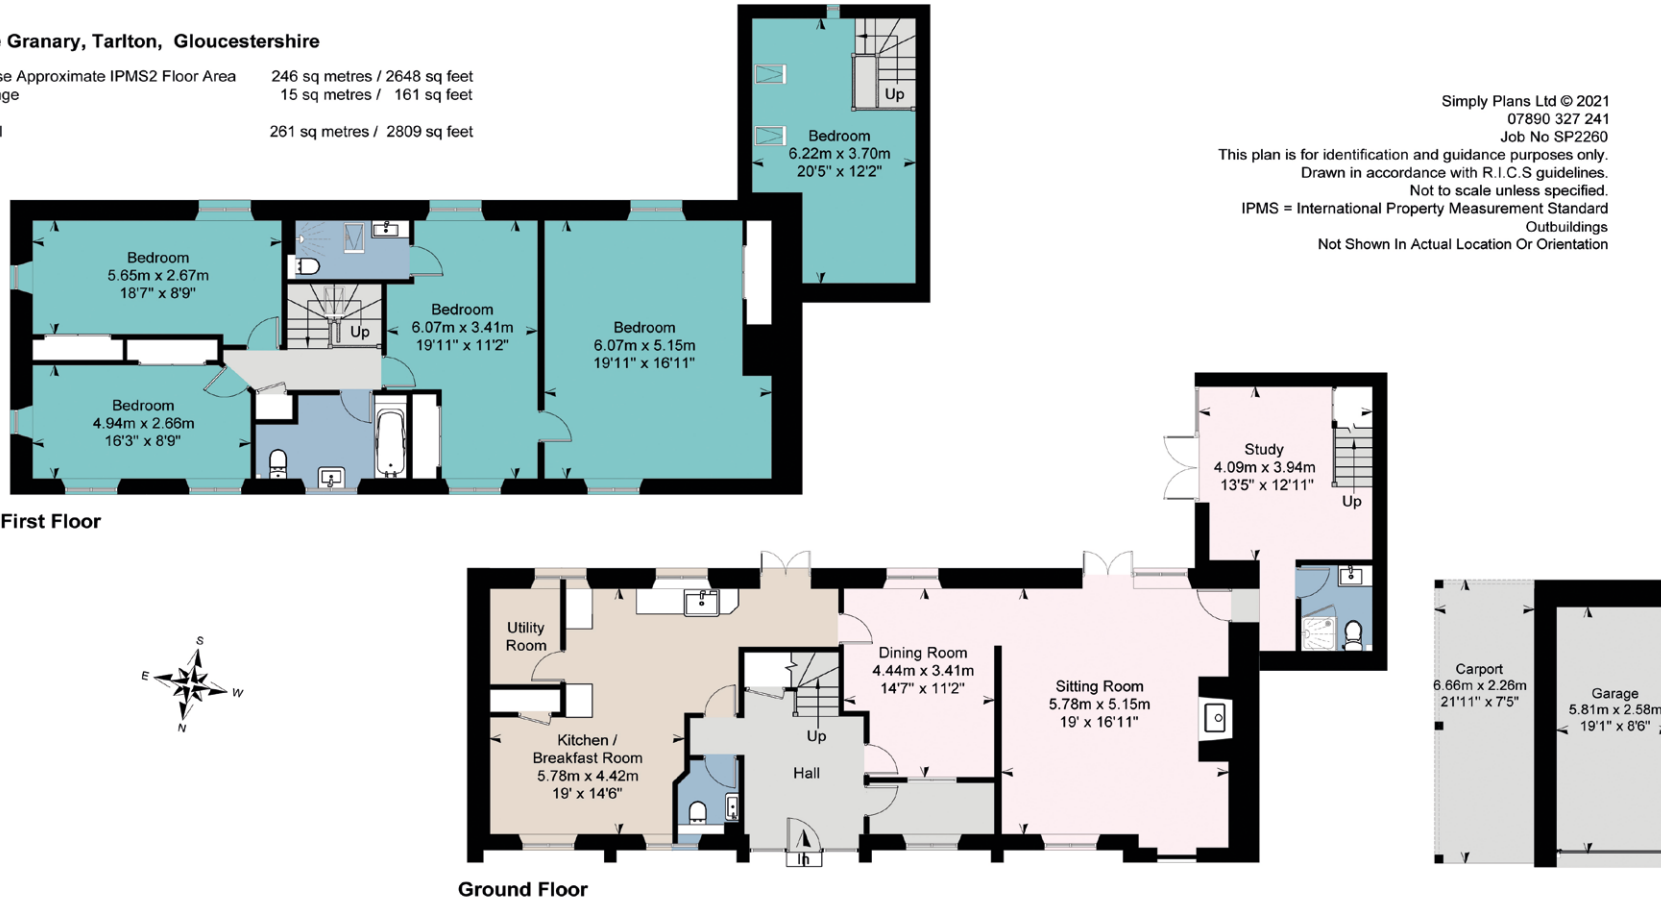 Granary, Tarlton, Gloucestershire
Approximate IPMS2 Floor Area 246 sq metres / 2648 sq feet
15 sq metres / 161 sq feet
261 sq metres / 2809 sq feet
Simply Plans Ltd © 2021
07890 327 241
Job No SP2260
This plan is for identification and guidance purposes only.
Drawn in accordance with R.I.C.S guidelines.
Not to scale unless specified.
IPMS = International Property Measurement Standard
Outbuildings
Not Shown In Actual Location Or Orientation
Up
Bedroom
6.22m x 3.70m
20'5" x 12'2"
Bedroom
5.65m x 2.67m
18'7" x 8'9"
Up
Bedroom
6.07m x 3.41m
19'11" x 11'2"
Bedroom
6.07m x 5.15m
19'11" x 16'11"
Bedroom
4.94m x 2.66m
16'3" x 8'9"
First Floor
Study
4.09m x 3.94m
13'5" x 12'11"
Up
Utility
Room
Dining Room
4.44m x 3.41m
14'7" x 11'2"
Sitting Room
5.78m x 5.15m
19' x 16'11"
Up
Kitchen /
Breakfast Room
5.78m x 4.42m
19' x 14'6"
Hall
In
Carport
6.66m x 2.26m
21'11" x 7'5"
Garage
5.81m x 2.58m
19'1" x 8'6"
S
E
W
N
Ground Floor